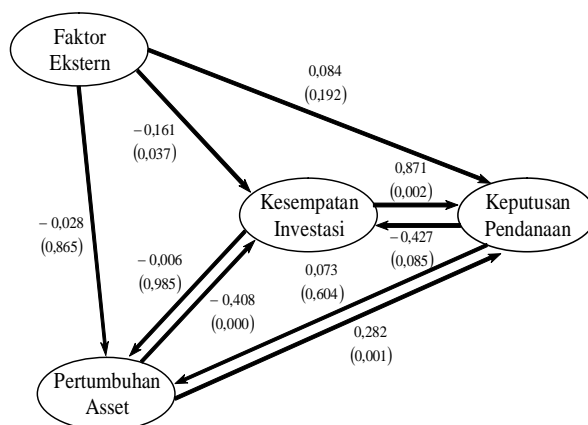 Faktor
Ekstern
0,084
(0,192)
−0,161
(0,037)
0,871
(0,002)
Kesempatan
Investasi
Keputusan
Pendanaan
−0,028
(0,865)
−0,427
(0,085)
−0,006
(0,985)
0,073
(0,604)
−0,408
(0,000)
0,282
(0,001)
Pertumbuhan
Asset